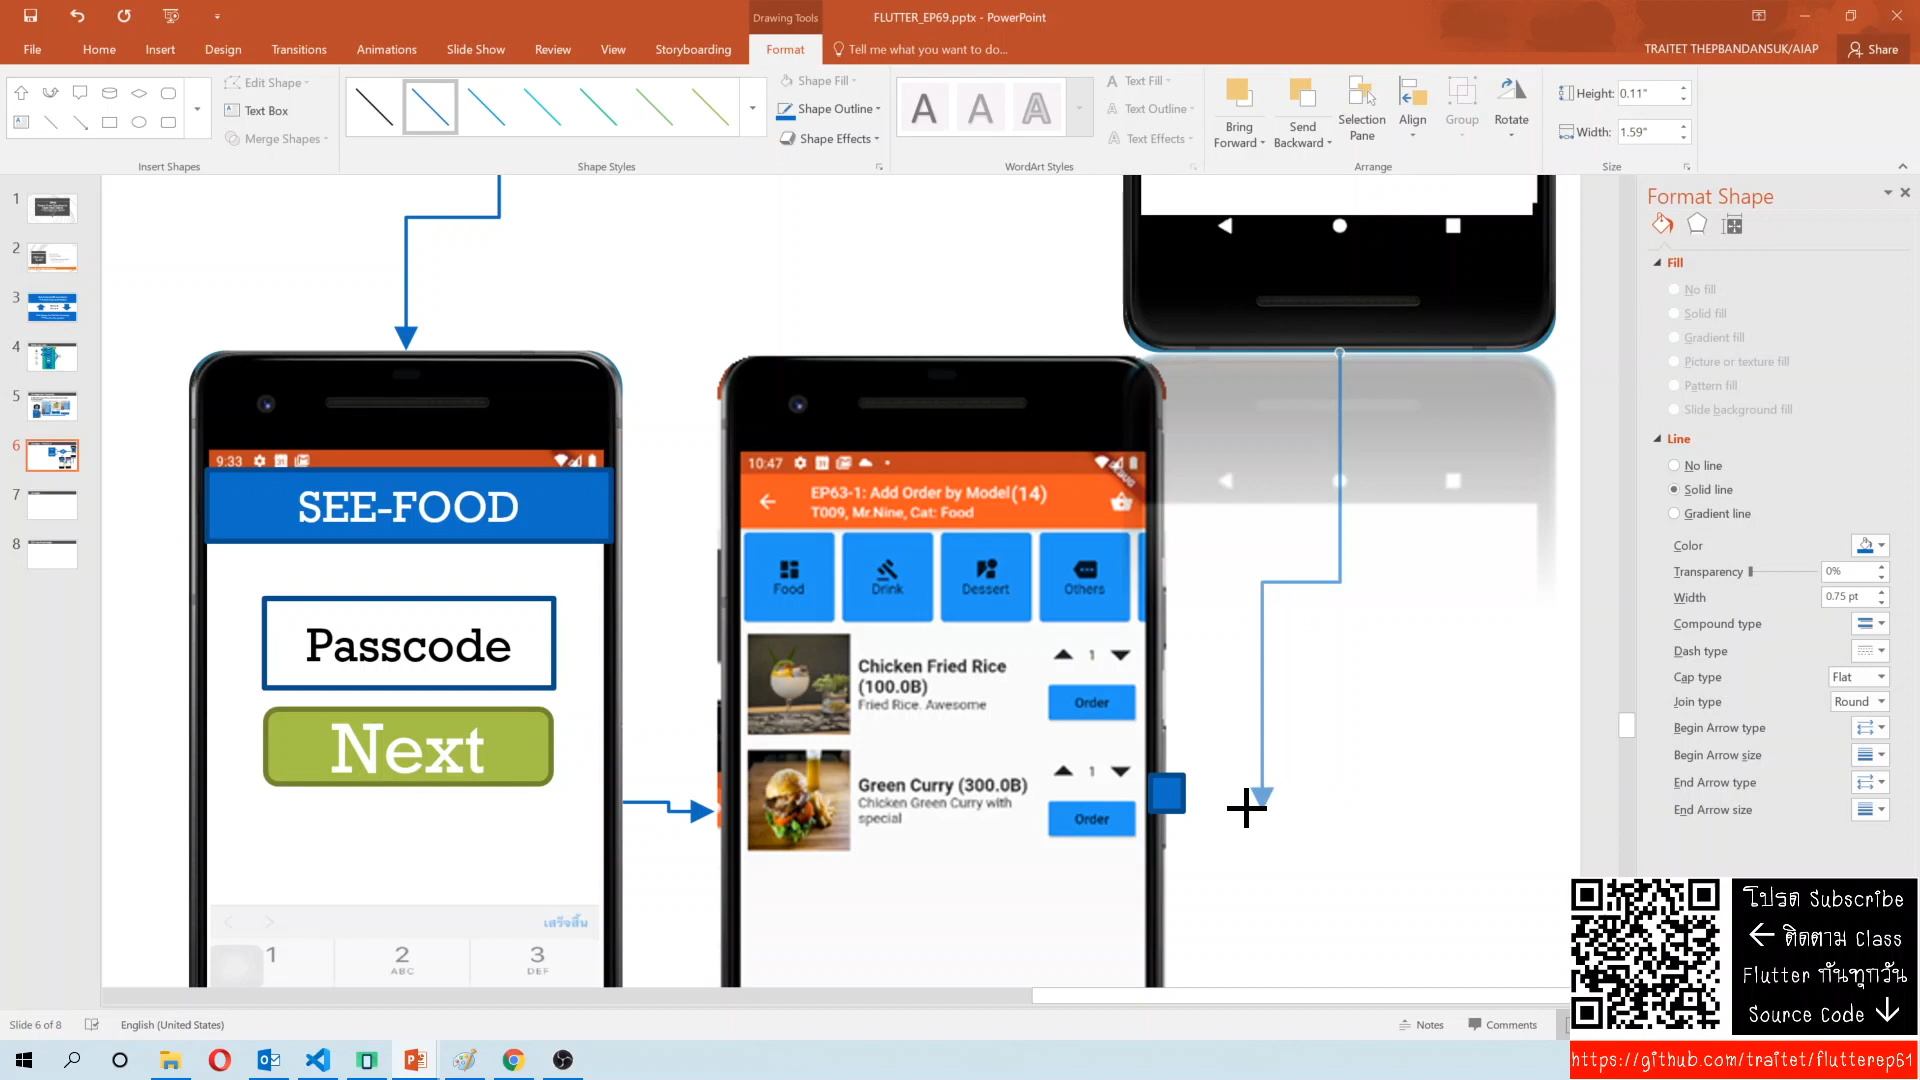 Drawing Tools
FLUTTER_EP69.pptx - PowerPoint
File Home Insert Design Transitions Animations Slide Show Review View Storyboarding Format Tell me what you want to do...
TRAITET THEPBANDANSUK/AIAP Share
Edit Shape
Text Box
Merge Shapes
Insert Shapes
Shape Fill
Shape Outline
Shape Effects
Shape Styles
A A A
Text Fill
Text Outline
Text Effects
WordArt Styles
Bring Forward
Send Backward
Selection Pane
Align
Group
Rotate
Arrange
Height: 0.11"
Width: 1.59"
Size
1
2
3
4
5
6
7
8
9:33
SEE-FOOD
Passcode
Next
เสร็จสิ้น
1
2
ABC
3
DEF
10:47
DEBUG
EP63-1: Add Order by Model(14)
T009, Mr.Nine, Cat: Food
Food Drink Dessert Others
Chicken Fried Rice
(100.0B)
Fried Rice. Awesome
1
Order
Green Curry (300.0B)
Chicken Green Curry with
special
1
Order
Format Shape
Fill
No fill
Solid fill
Gradient fill
Picture or texture fill
Pattern fill
Slide background fill
Line
No line
Solid line
Gradient line
Color
Transparency 0%
Width 0.75 pt
Compound type
Dash type
Cap type Flat
Join type Round
Begin Arrow type
Begin Arrow size
End Arrow type
End Arrow size
โปรด Subscribe
← ติดตาม Class
Flutter กันทุกวัน
Source Code ↓
https://github.com/traitet/flutterep61
Slide 6 of 8
English (United States)
Notes
Comments